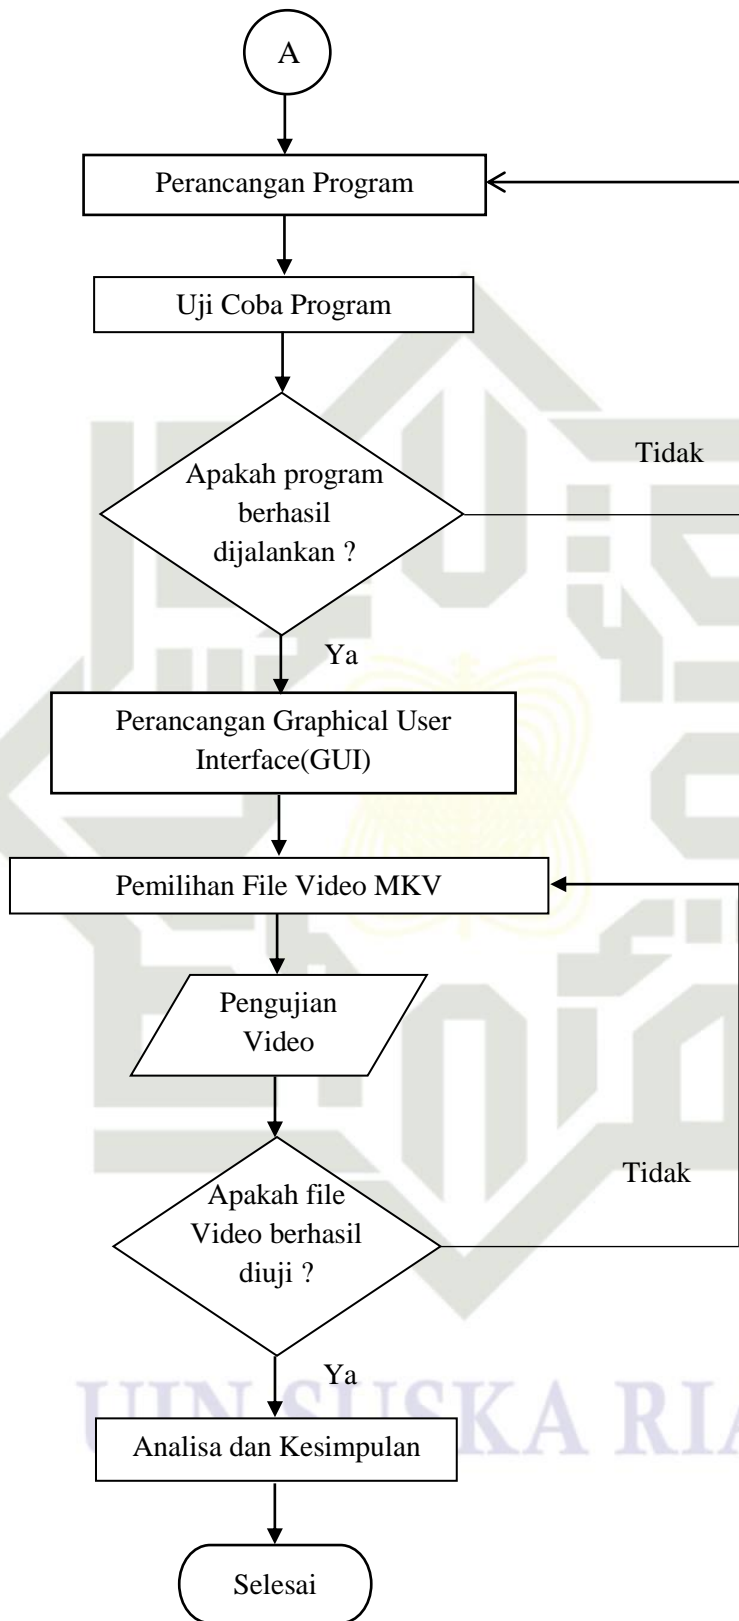 A
Perancangan Program
Uji Coba Program
Apakah program
berhasil
dijalankan ?
Tidak
Ya
Perancangan Graphical User
Interface(GUI)
Pemilihan File Video MKV
Pengujian
Video
Apakah file
Video berhasil
diuji ?
Tidak
Ya
UIN SUSKA RIA
Analisa dan Kesimpulan
Selesai